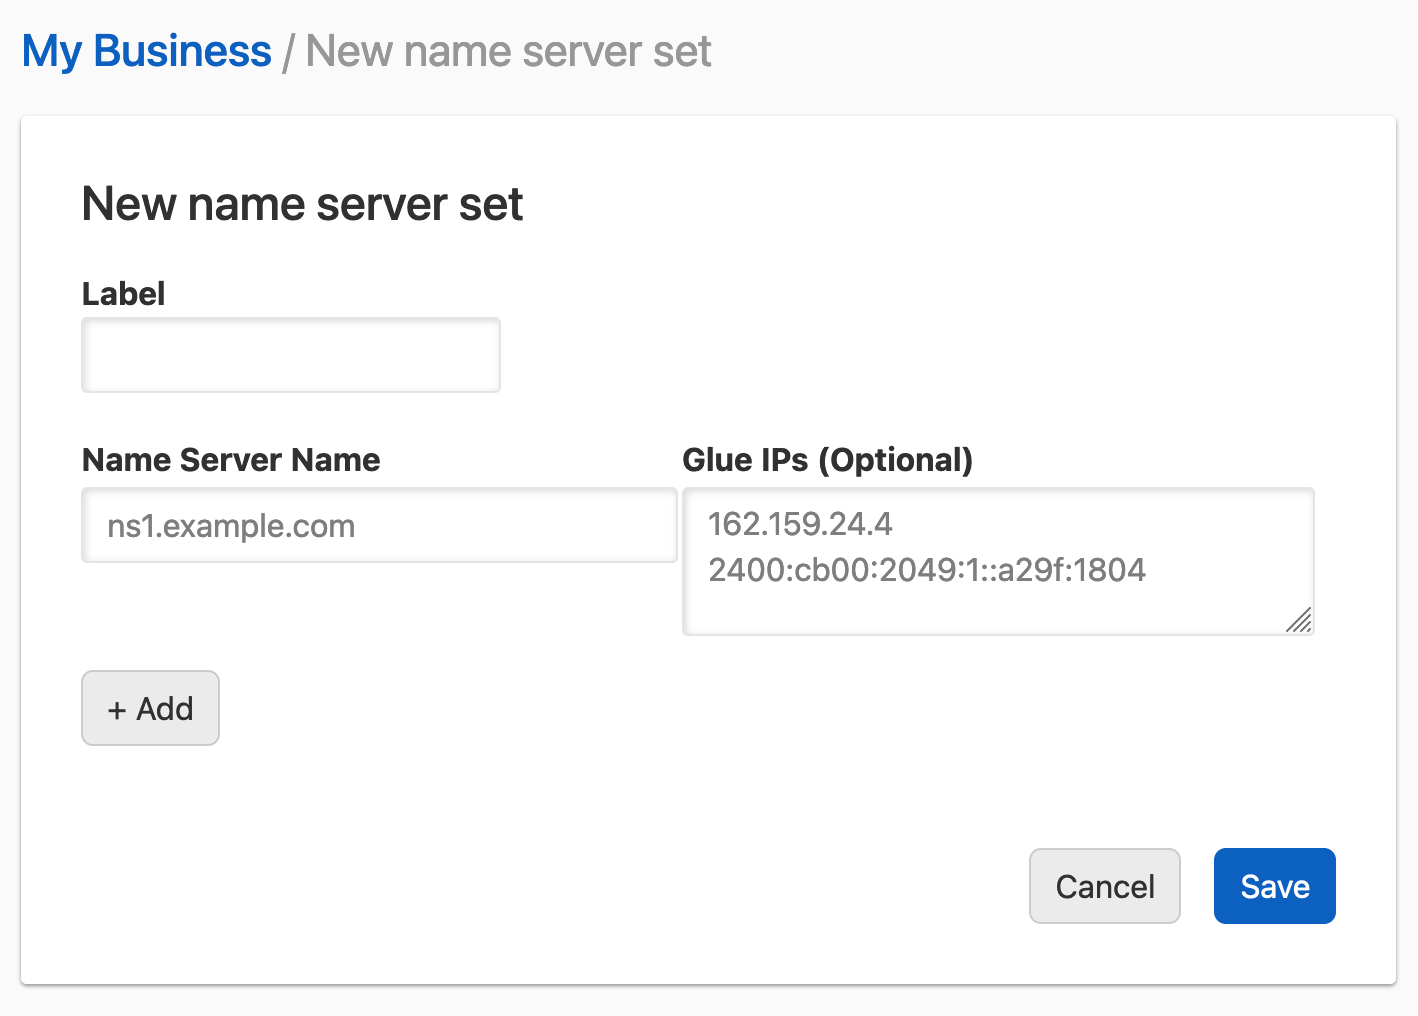 My Business / New name server set
New name server set
Label
Name Server Name
Glue IPs (Optional)
ns1.example.com
162.159.24.4
2400:cb00:2049:1::a29f:1804
+ Add
Cancel
Save